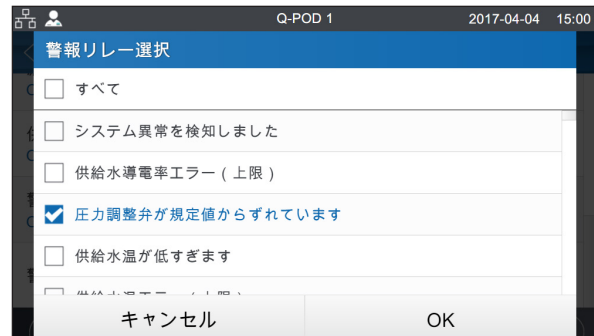 Q-POD 1 2017-04-04 15:00
警報リレー選択
すべて
システム異常を検知しました
供給水導電率エラー ( 上限 )
圧力調整弁が規定値からずれています
供給水温が低すぎます
キャンセル OK